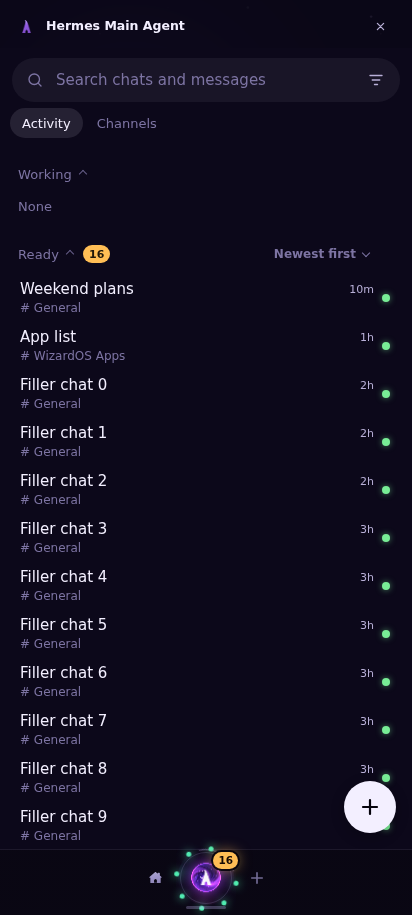 Hermes Main Agent
Search chats and messages
Activity Channels
Working
None
Ready 16 Newest first
Weekend plans 10m
# General
App list 1h
# WizardOS Apps
Filler chat 0 2h
# General
Filler chat 1 2h
# General
Filler chat 2 2h
# General
Filler chat 3 3h
# General
Filler chat 4 3h
# General
Filler chat 5 3h
# General
Filler chat 6 3h
# General
Filler chat 7 3h
# General
Filler chat 8 3h
# General
Filler chat 9
# General
16